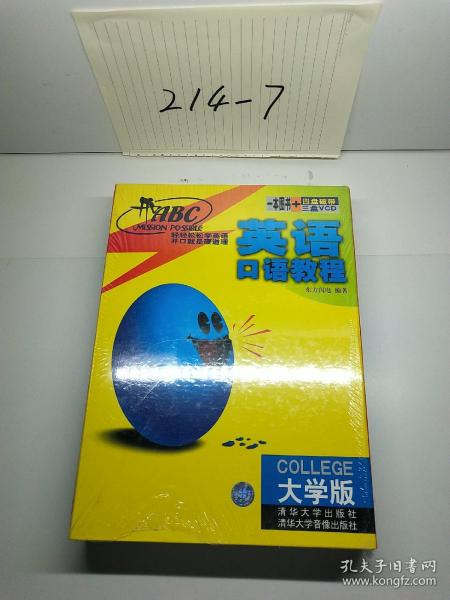 214-7
ABC
MISSION POSSIBLE
轻轻松松学英语
开口就是硬道理
一本图书+四盘磁带
三盘VCD
英语
口语教程
东方闪电 编著
COLLEGE
大学版
清华大学出版社
清华大学音像出版社
孔夫子旧书网
www.kongfz.com